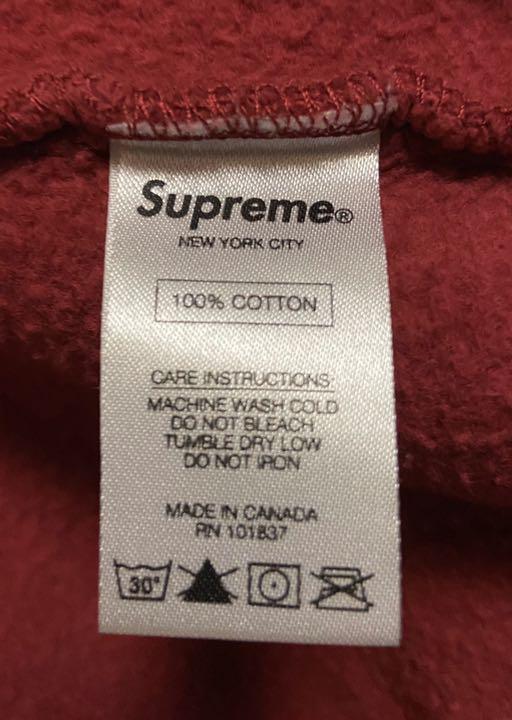 Supreme®
NEW YORK CITY
100% COTTON
CARE INSTRUCTIONS:
MACHINE WASH COLD
DO NOT BLEACH
TUMBLE DRY LOW
DO NOT IRON
MADE IN CANADA
RN 101837
30°